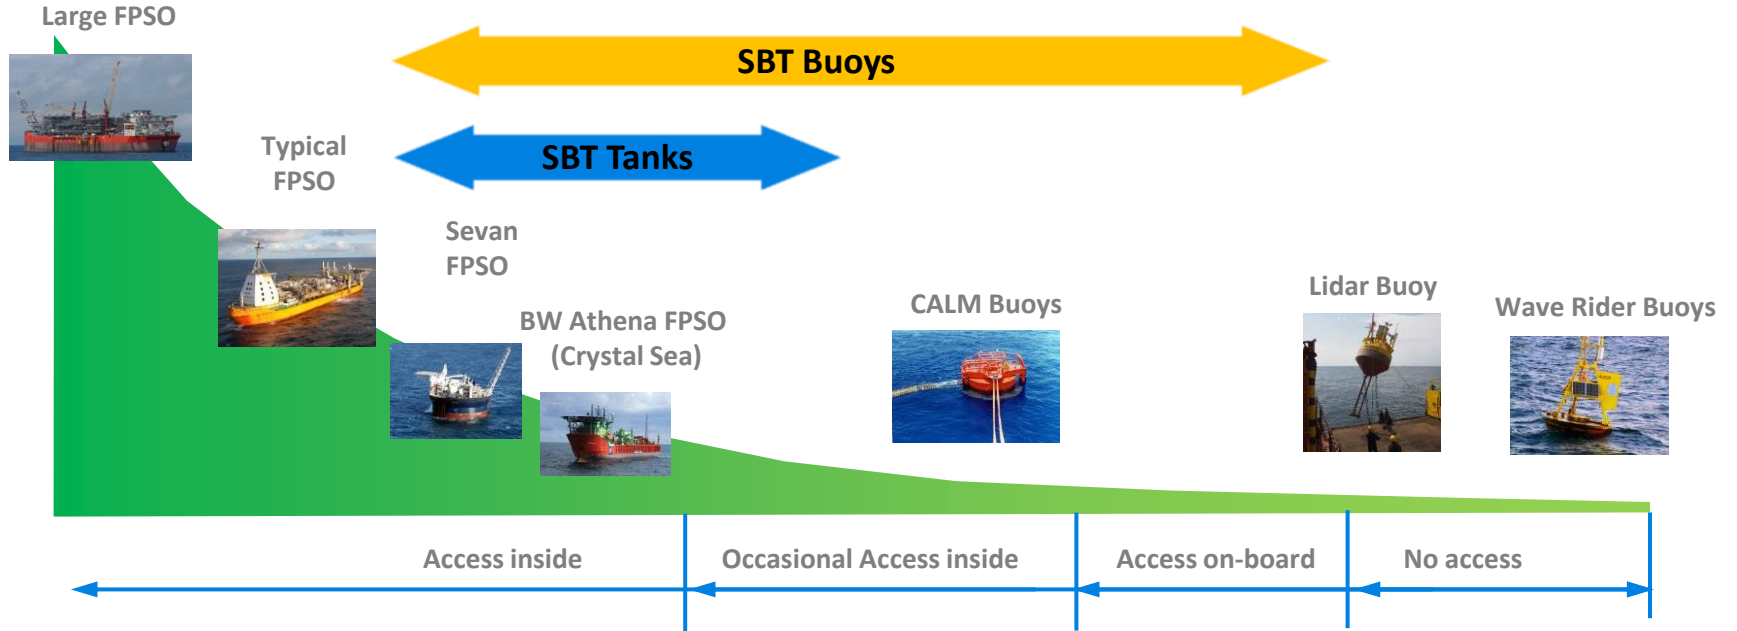 Large FPSO
SBT Buoys
Typical
FPSO
SBT Tanks
Sevan
FPSO
BW Athena FPSO
(Crystal Sea)
CALM Buoys
Lidar Buoy
Wave Rider Buoys
Access inside
Occasional Access inside
Access on-board
No access